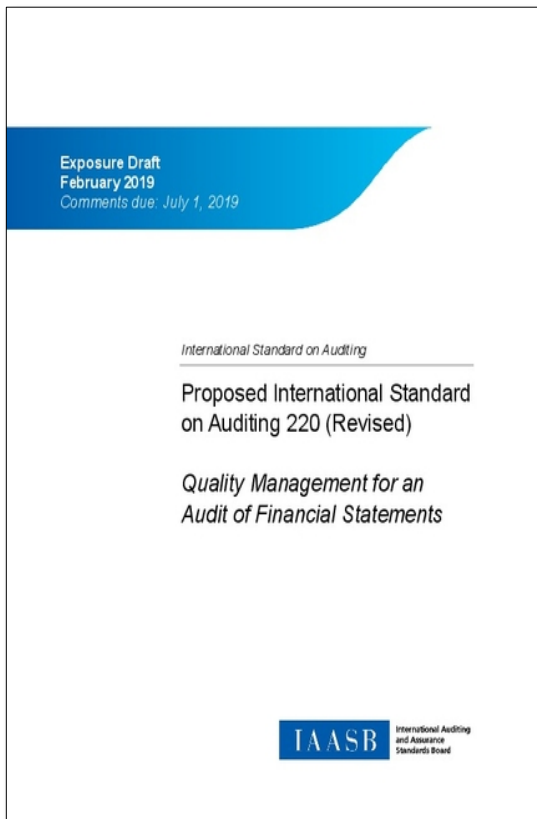 Exposure Draft
February 2019
Comments due: July 1, 2019
International Standard on Auditing
Proposed International Standard
on Auditing 220 (Revised)
Quality Management for an
Audit of Financial Statements
IAASB
International Auditing
and Assurance
Standards Board